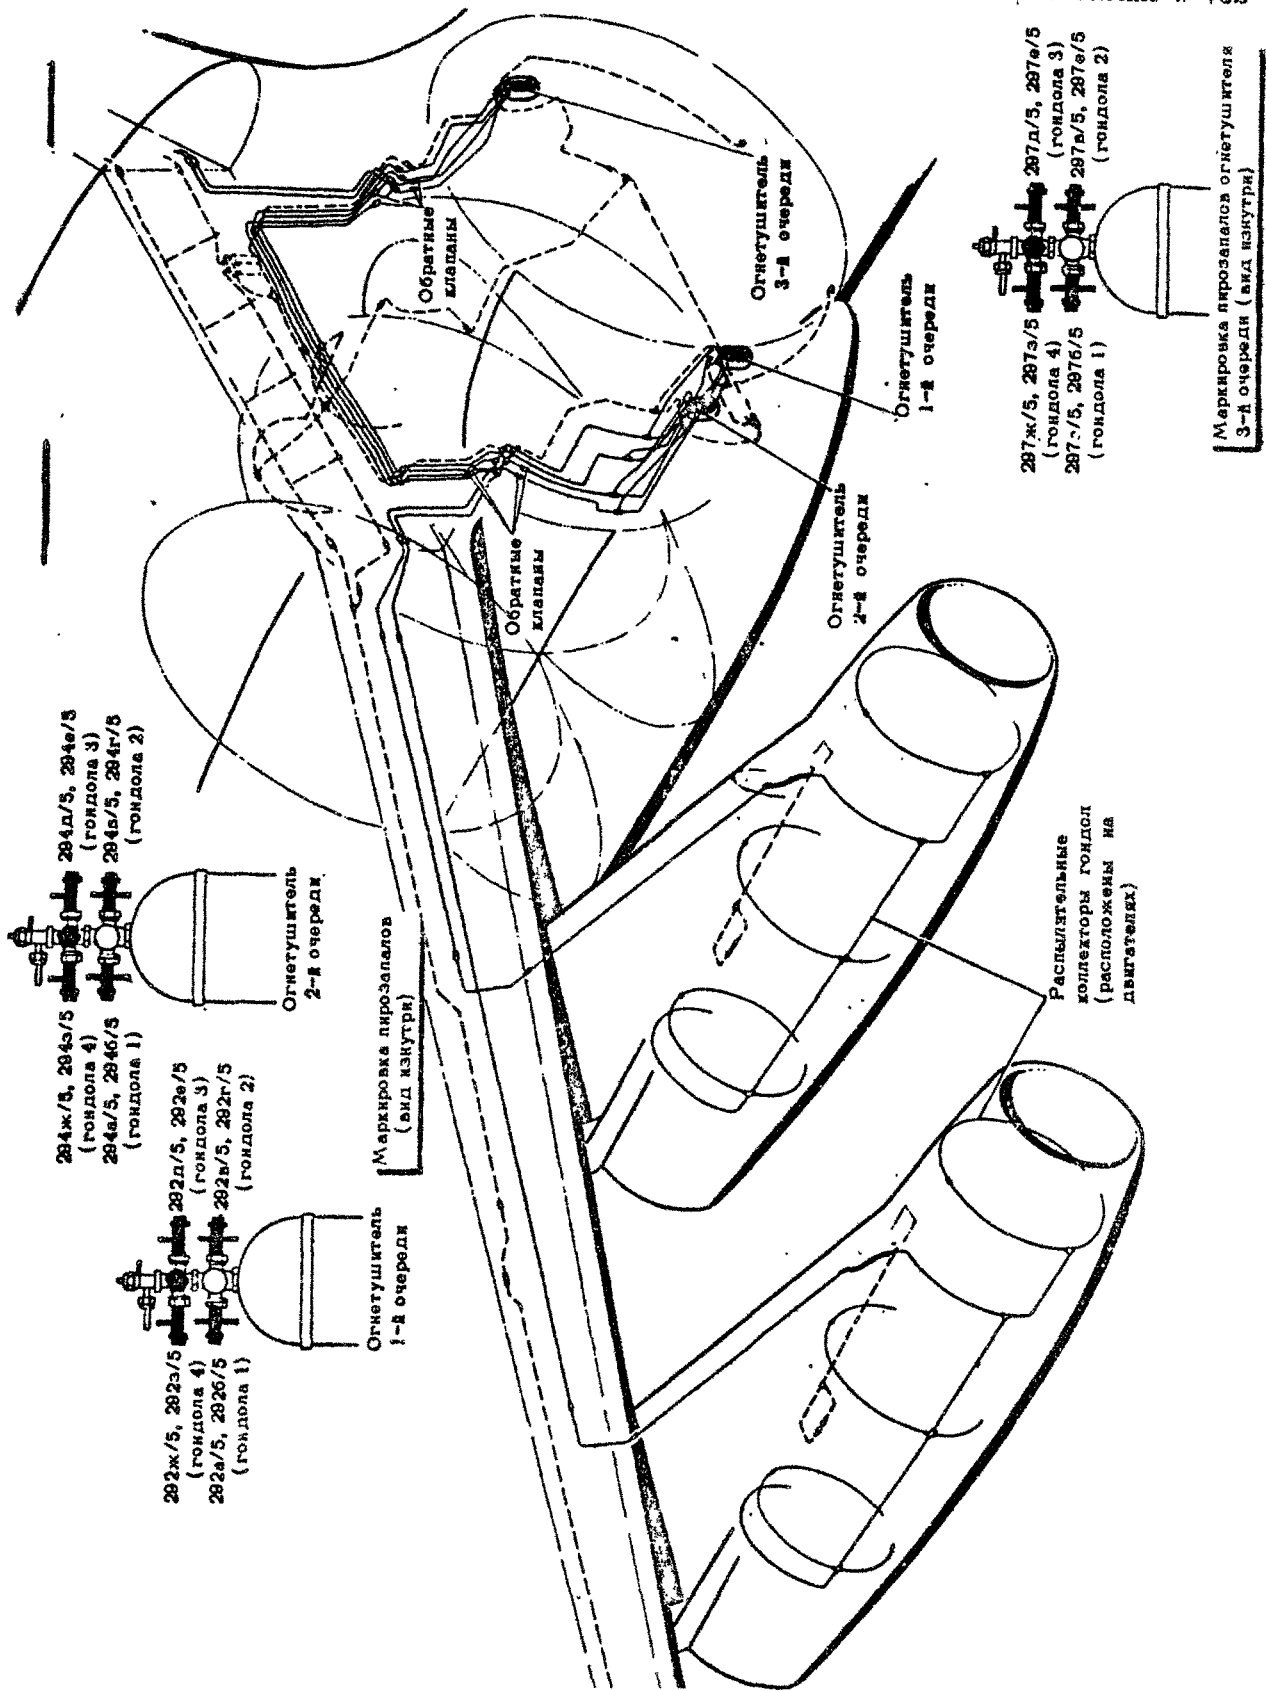 292ж/5, 292з/5
(гондола 4)
292а/5, 292б/5
(гондола 1)
292д/5, 292е/5
(гондола 3)
292в/5, 292г/5
(гондола 2)
Огнетушитель
1-й очереди
294ж/5, 294з/5
(гондола 4)
294а/5, 294б/5
(гондола 1)
294д/5, 294е/5
(гондола 3)
294в/5, 294г/5
(гондола 2)
Огнетушитель
2-й очереди
Маркировка пирозапалов
(вид изнутри)
Обратные
клапаны
Обратные
клапаны
Огнетушитель
3-й очереди
Огнетушитель
1-й очереди
Огнетушитель
2-й очереди
Распылительные
коллекторы гондол
(расположены на
двигателях)
297ж/5, 297з/5
(гондола 4)
297б/5
(гондола 1)
297д/5, 297е/5
(гондола 3)
297в/5, 297е/5
(гондола 2)
Маркировка пирозапалов огнетушителя
3-й очереди (вид изнутри)